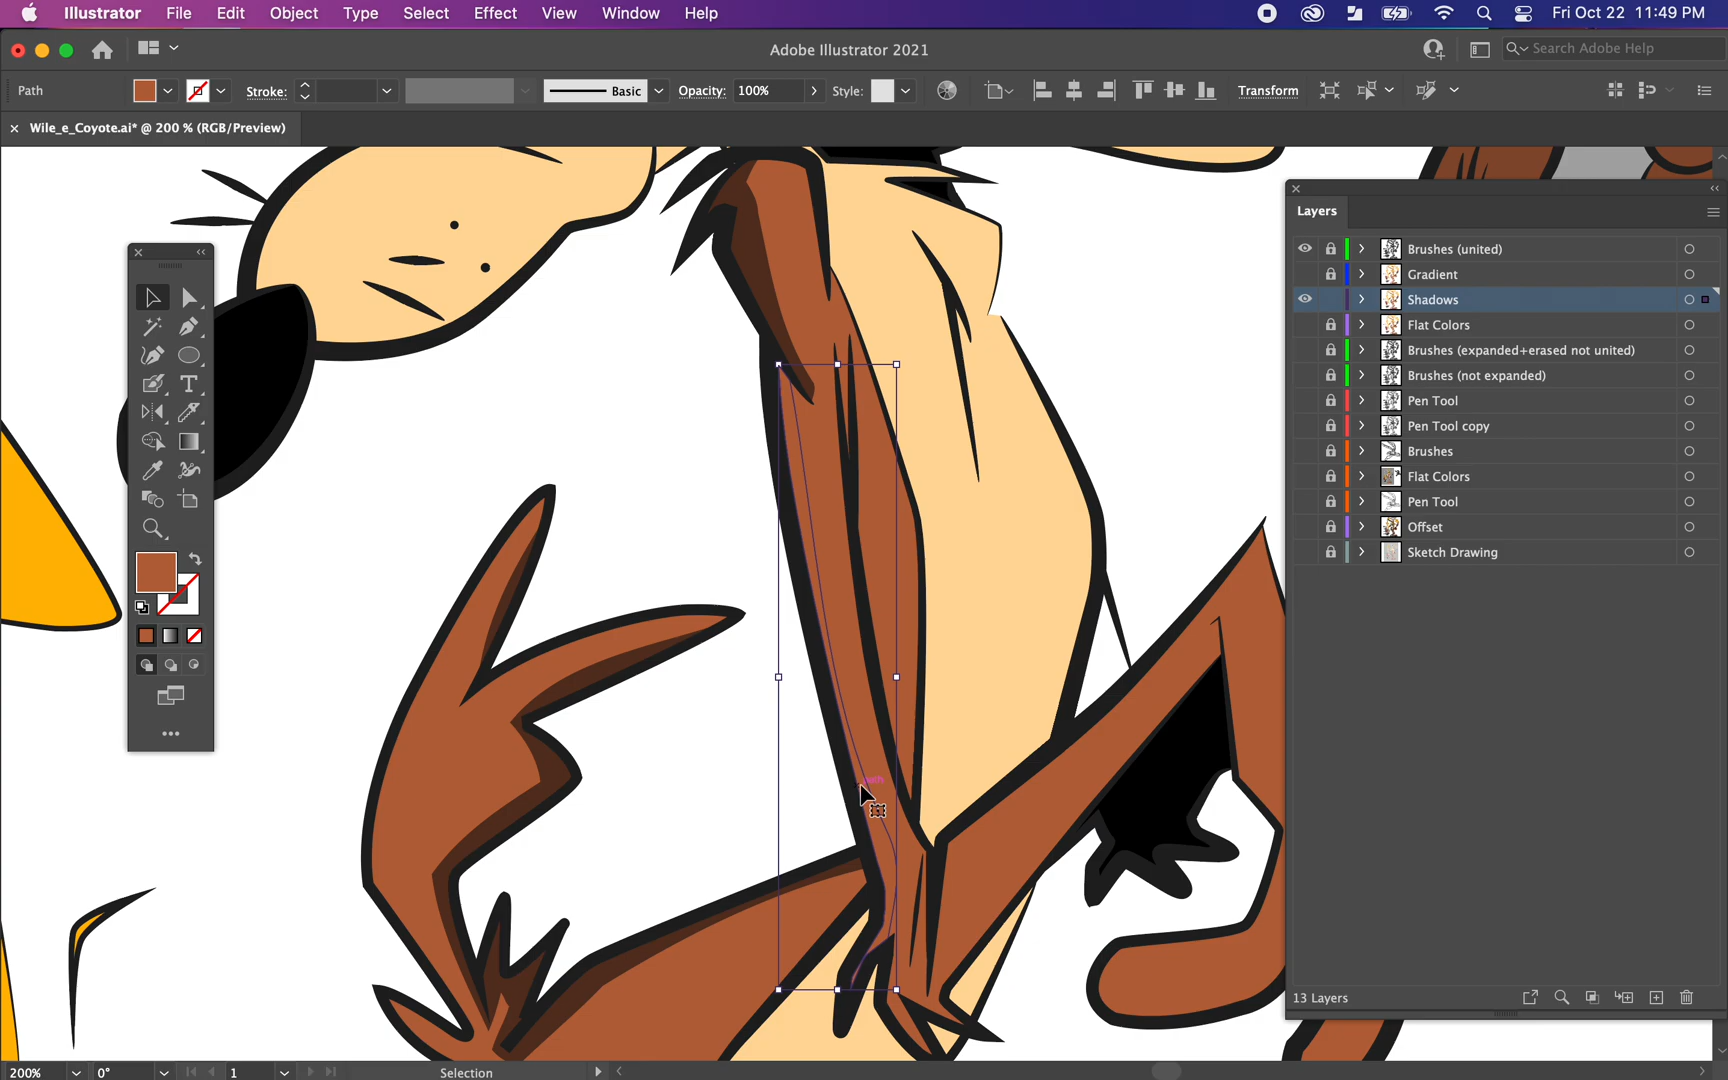 Illustrator File Edit Object Type Select Effect View Window Help Fri Oct 22 11:49 PM
Adobe Illustrator 2021
Search Adobe Help
Path Stroke: Basic Opacity: 100% Style: Transform
Wile_e_Coyote.ai* @ 200 % (RGB/Preview)
Layers
Brushes (united)
Gradient
Shadows
Flat Colors
Brushes (expanded+erased not united)
Brushes (not expanded)
Pen Tool
Pen Tool copy
Brushes
Flat Colors
Pen Tool
Offset
Sketch Drawing
path
13 Layers
200% 0° 1 Selection